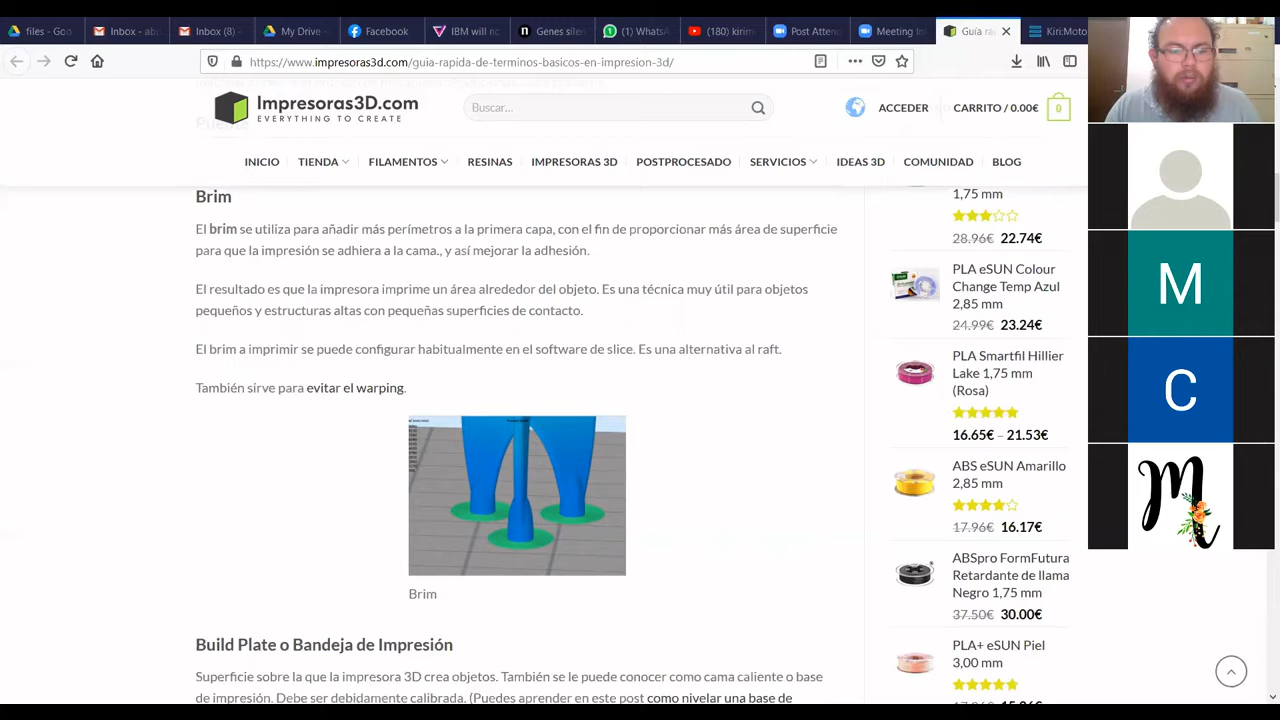 files - Goo
Inbox - abr
Inbox (8)
My Drive -
Facebook
IBM will no
Genes siler
(1) WhatsA
(180) kirim
Post Attend
Meeting In
Guía ráp
Kiri:Moto
https://www.impresoras3d.com/guia-rapida-de-terminos-basicos-en-impresion-3d/
Impresoras3D.com
EVERYTHING TO CREATE
Buscar...
ACCEDER
CARRITO / 0.00€
0
INICIO
TIENDA
FILAMENTOS
RESINAS
IMPRESORAS 3D
POSTPROCESADO
SERVICIOS
IDEAS 3D
COMUNIDAD
BLOG
Brim
El brim se utiliza para añadir más perímetros a la primera capa, con el fin de proporcionar más área de superficie
para que la impresión se adhiera a la cama., y así mejorar la adhesión.
El resultado es que la impresora imprime un área alrededor del objeto. Es una técnica muy útil para objetos
pequeños y estructuras altas con pequeñas superficies de contacto.
El brim a imprimir se puede configurar habitualmente en el software de slice. Es una alternativa al raft.
También sirve para evitar el warping.
Brim
Build Plate o Bandeja de Impresión
Superficie sobre la que la impresora 3D crea objetos. También se le puede conocer como cama caliente o base
de impresión. Debe ser debidamente calibrada. (Puedes aprender en este post como nivelar una base de
1,75 mm
28.96€ 22.74€
PLA eSUN Colour
Change Temp Azul
2,85 mm
24.99€ 23.24€
PLA Smartfil Hillier
Lake 1,75 mm
(Rosa)
16.65€ – 21.53€
ABS eSUN Amarillo
2,85 mm
17.96€ 16.17€
ABSpro FormFutura
Retardante de llama
Negro 1,75 mm
37.50€ 30.00€
PLA+ eSUN Piel
3,00 mm
M
C
M